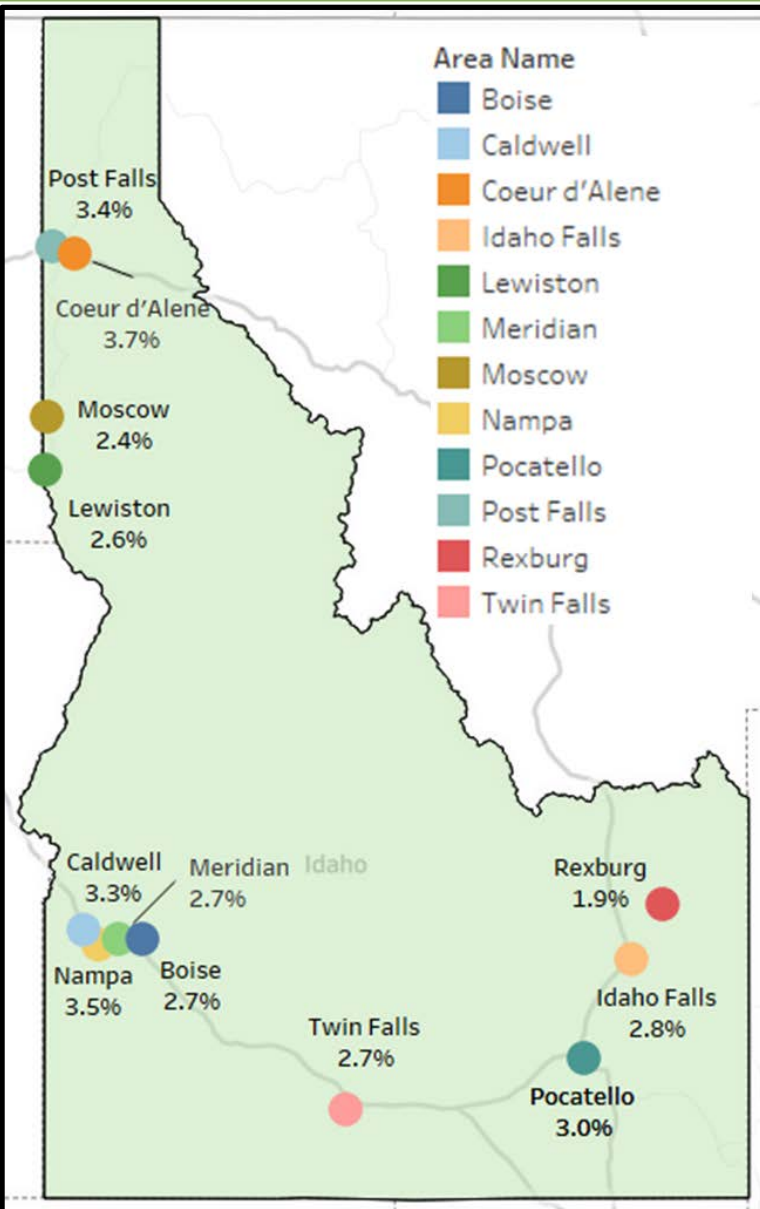 Area Name
Boise
Caldwell
Coeur d'Alene
Idaho Falls
Lewiston
Meridian
Moscow
Nampa
Pocatello
Post Falls
Rexburg
Twin Falls
Post Falls
3.4%
Coeur d'Alene
3.7%
Moscow
2.4%
Lewiston
2.6%
Caldwell
3.3%
Meridian
2.7%
Idaho
Nampa
3.5%
Boise
2.7%
Twin Falls
2.7%
Rexburg
1.9%
Idaho Falls
2.8%
Pocatello
3.0%